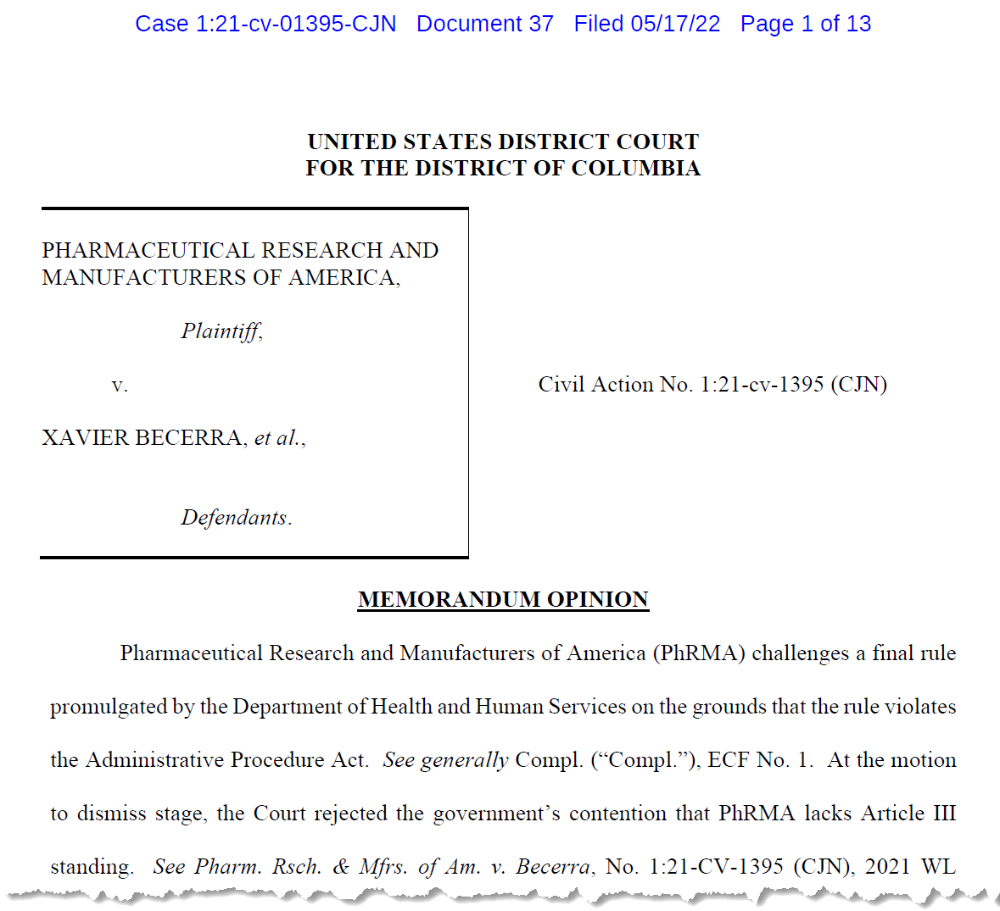 Case 1:21-cv-01395-CJN Document 37 Filed 05/17/22 Page 1 of 13
UNITED STATES DISTRICT COURT
FOR THE DISTRICT OF COLUMBIA
PHARMACEUTICAL RESEARCH AND
MANUFACTURERS OF AMERICA,
Plaintiff,
v.
Civil Action No. 1:21-cv-1395 (CJN)
XAVIER BECERRA, et al.,
Defendants.
MEMORANDUM OPINION
Pharmaceutical Research and Manufacturers of America (PhRMA) challenges a final rule
promulgated by the Department of Health and Human Services on the grounds that the rule violates
the Administrative Procedure Act. See generally Compl. (“Compl.”), ECF No. 1. At the motion
to dismiss stage, the Court rejected the government’s contention that PhRMA lacks Article III
standing. See Pharm. Rsch. & Mfrs. of Am. v. Becerra, No. 1:21-CV-1395 (CJN), 2021 WL